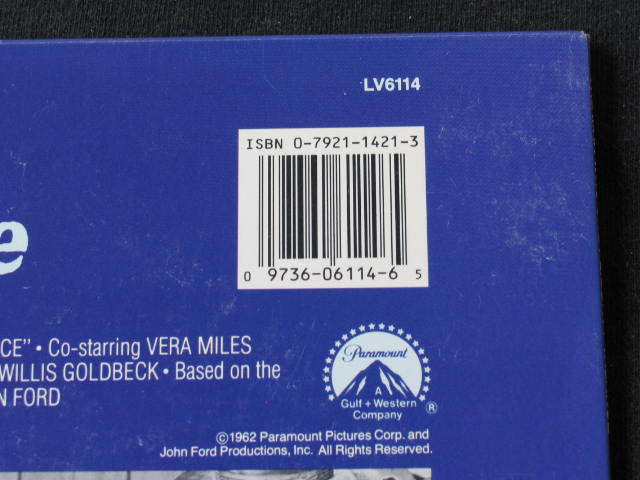 LV6114
ISBN 0-7921-1421-3
0 9736-06114-6 5
e
CE" • Co-starring VERA MILES
WILLIS GOLDBECK • Based on the
N FORD
Paramount
A
Gulf + Western
Company
®
©1962 Paramount Pictures Corp. and
John Ford Productions, Inc. All Rights Reserved.